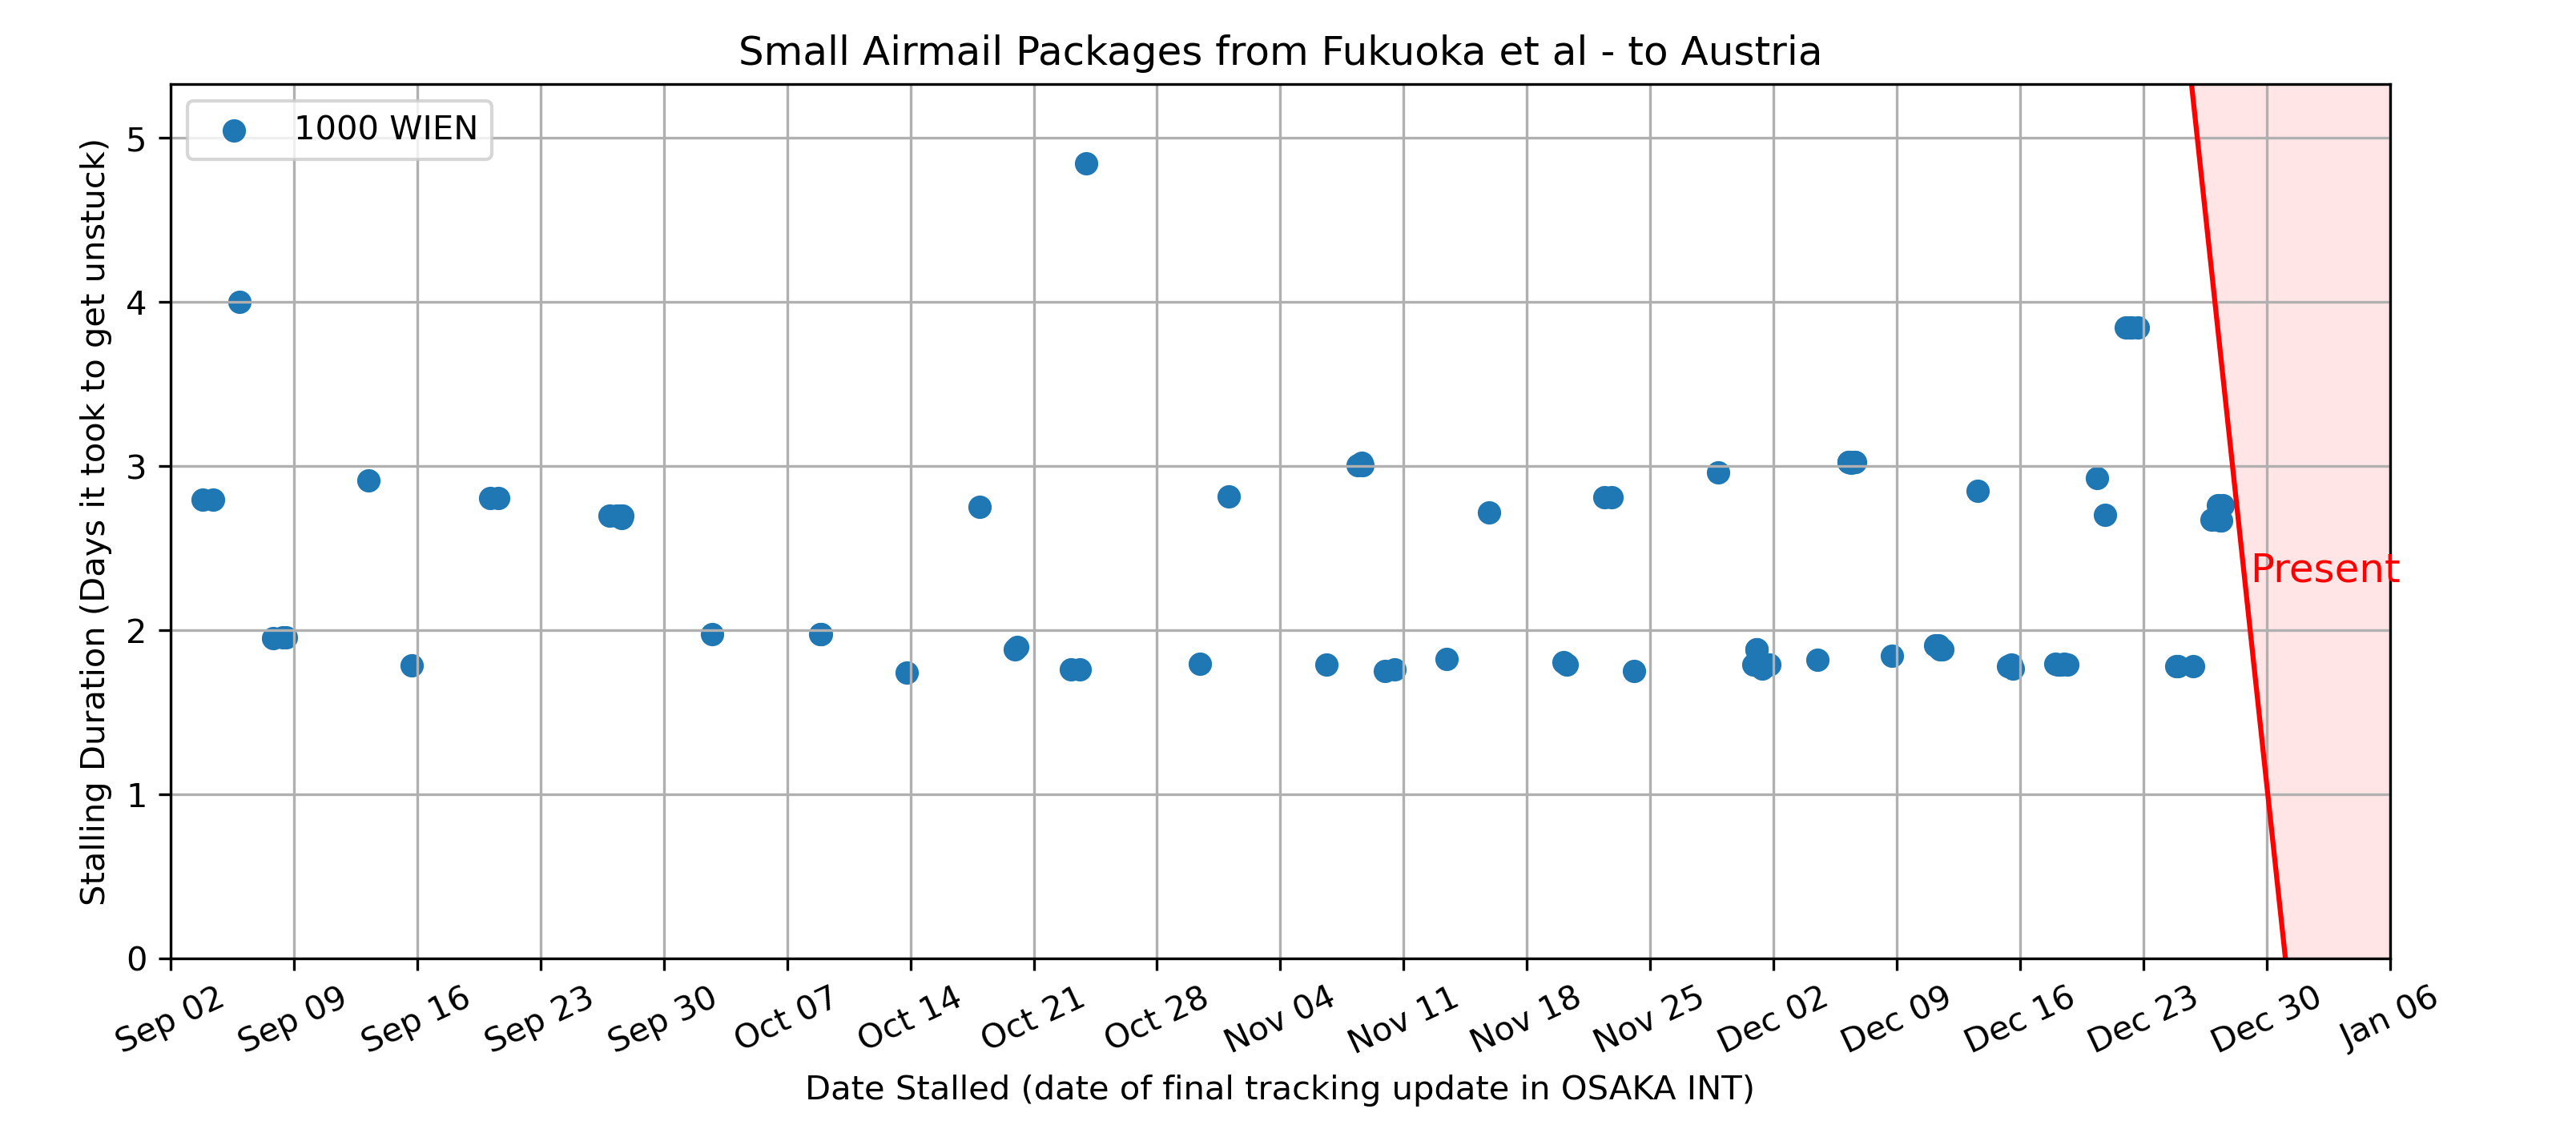 Small Airmail Packages from Fukuoka et al - to Austria
1000 WIEN
Stalling Duration (Days it took to get unstuck)
5
4
3
2
1
0
Present
Sep 02 Sep 09 Sep 16 Sep 23 Sep 30 Oct 07 Oct 14 Oct 21 Oct 28 Nov 04 Nov 11 Nov 18 Nov 25 Dec 02 Dec 09 Dec 16 Dec 23 Dec 30 Jan 06
Date Stalled (date of final tracking update in OSAKA INT)